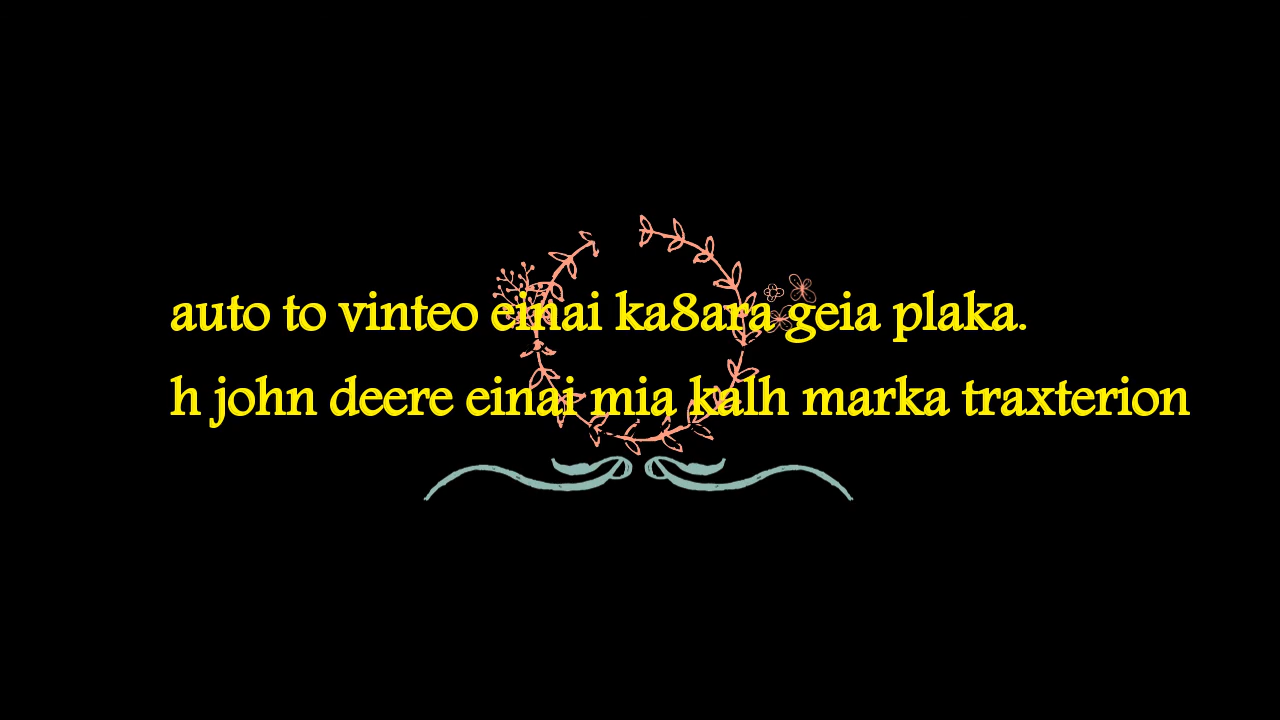 auto to vinteo einai ka8ara geia plaka.
h john deere einai mia kalh marka traxterion